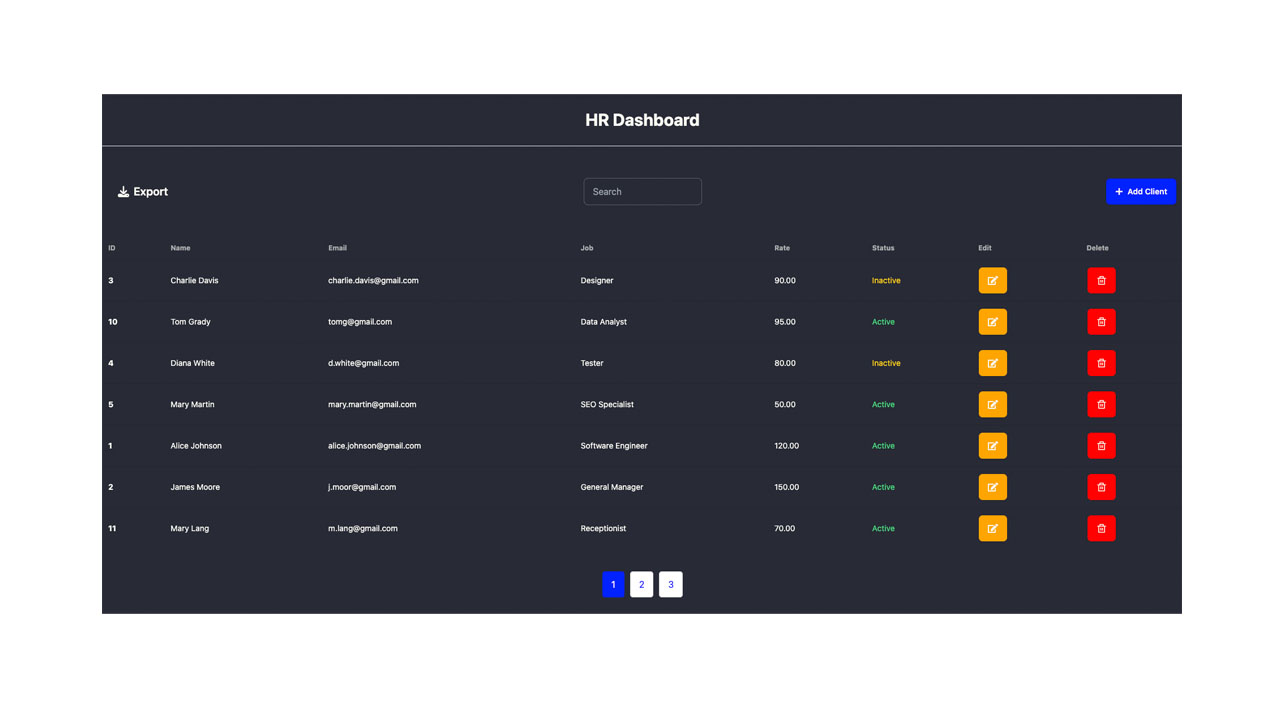 HR Dashboard
Export
Search
Add Client
ID Name Email Job Rate Status Edit Delete
3 Charlie Davis charlie.davis@gmail.com Designer 90.00 Inactive
10 Tom Grady tomg@gmail.com Data Analyst 95.00 Active
4 Diana White d.white@gmail.com Tester 80.00 Inactive
5 Mary Martin mary.martin@gmail.com SEO Specialist 50.00 Active
1 Alice Johnson alice.johnson@gmail.com Software Engineer 120.00 Active
2 James Moore j.moor@gmail.com General Manager 150.00 Active
11 Mary Lang m.lang@gmail.com Receptionist 70.00 Active
1 2 3